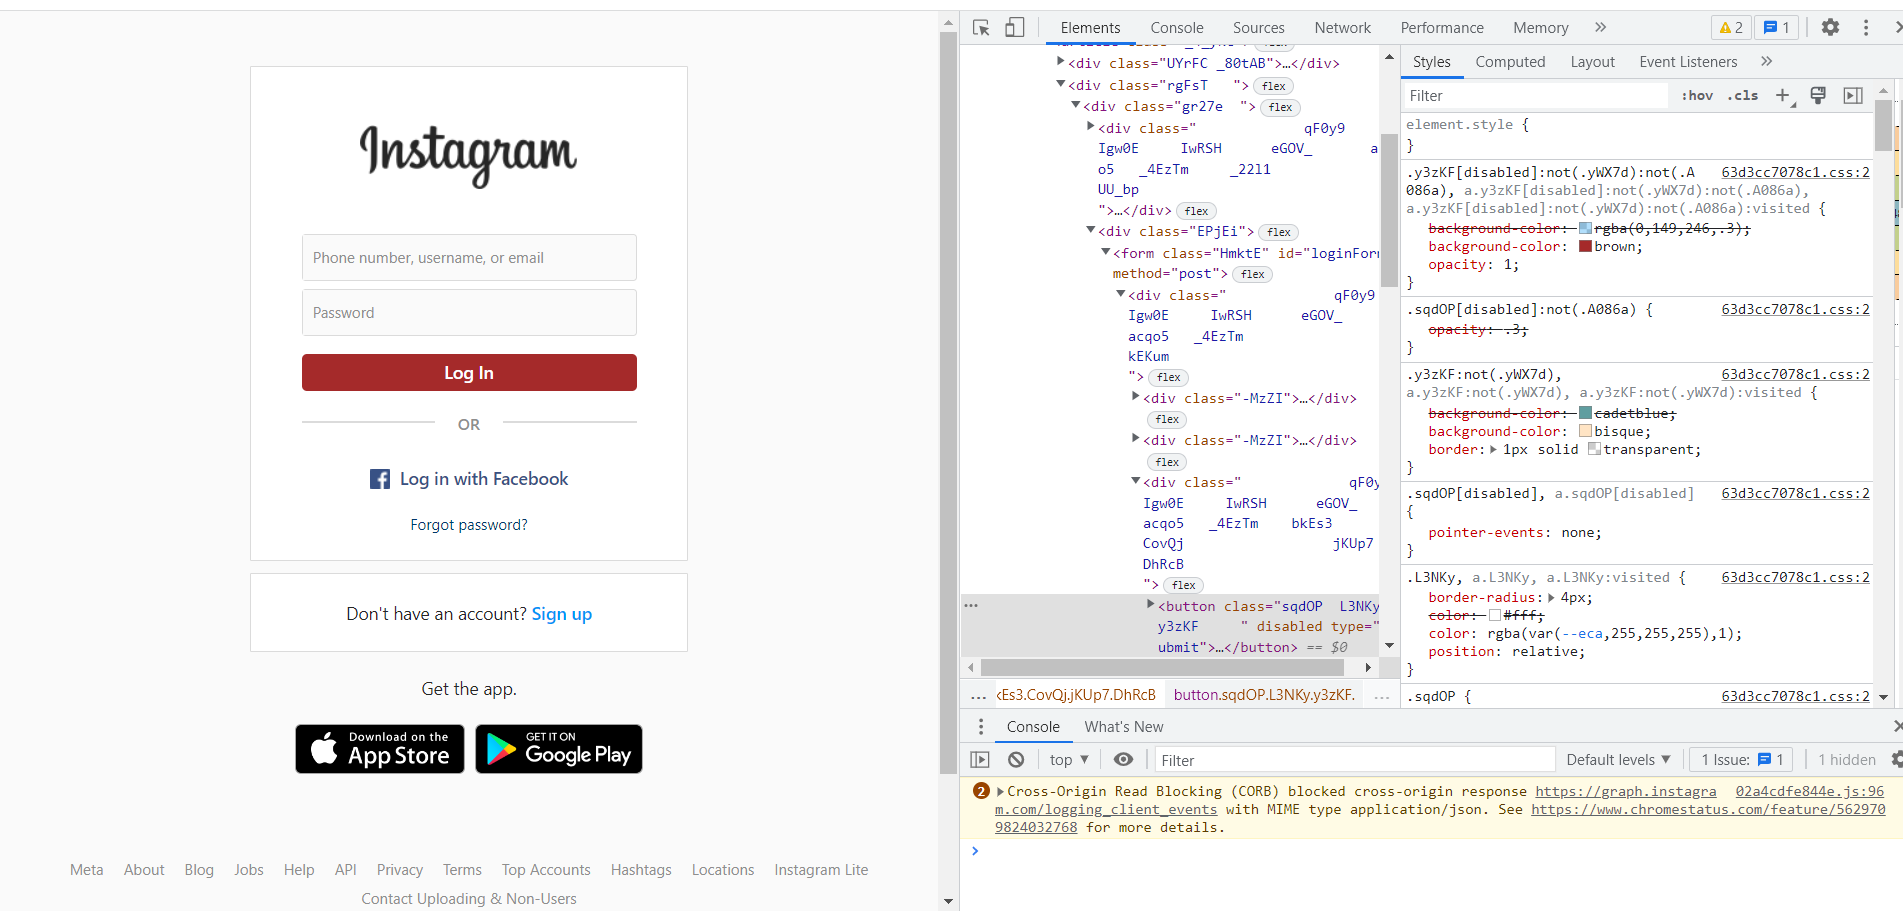 Instagram
Phone number, username, or email
Password
Log In
OR
Log in with Facebook
Forgot password?
Don't have an account? Sign up
Get the app.
Download on the
App Store
GET IT ON
Google Play
Meta About Blog Jobs Help API Privacy Terms Top Accounts Hashtags Locations Instagram Lite
Contact Uploading & Non-Users
Elements Console Sources Network Performance Memory » 2 1
<div class="UYrFC _80tAB">…</div>
<div class="rgFsT ">flex
<div class="gr27e ">flex
<div class=" qF0y9
Igw0E IwRSH eGOV_ a
o5 _4EzTm _22l1
UU_bp
">…</div>flex
<div class="EPjEi">flex
<form class="HmktE" id="loginForm
method="post">flex
<div class=" qF0y9
Igw0E IwRSH eGOV_
acqo5 _4EzTm
kEKum
">flex
<div class="-MzZI">…</div>
flex
<div class="-MzZI">…</div>
flex
<div class=" qF0y
Igw0E IwRSH eGOV_
acqo5 _4EzTm bkEs3
CovQj jKUp7
DhRcB
">flex
<button class="sqdOP L3NKy
y3zKF " disabled type="
ubmit">…</button> == $0
… kEs3.CovQj.jKUp7.DhRcB button.sqdOP.L3NKy.y3zKF. …
Styles Computed Layout Event Listeners »
Filter :hov .cls +
element.style {
}
.y3zKF[disabled]:not(.yWX7d):not(.A 63d3cc7078c1.css:2
086a), a.y3zKF[disabled]:not(.yWX7d):not(.A086a),
a.y3zKF[disabled]:not(.yWX7d):not(.A086a):visited {
background-color: rgba(0,149,246,.3);
background-color: brown;
opacity: 1;
}
.sqdOP[disabled]:not(.A086a) { 63d3cc7078c1.css:2
opacity: .3;
}
.y3zKF:not(.yWX7d), 63d3cc7078c1.css:2
a.y3zKF:not(.yWX7d), a.y3zKF:not(.yWX7d):visited {
background-color: cadetblue;
background-color: bisque;
border: 1px solid transparent;
}
.sqdOP[disabled], a.sqdOP[disabled] 63d3cc7078c1.css:2
{
pointer-events: none;
}
.L3NKy, a.L3NKy, a.L3NKy:visited { 63d3cc7078c1.css:2
border-radius: 4px;
color: #fff;
color: rgba(var(--eca,255,255,255),1);
position: relative;
}
.sqdOP { 63d3cc7078c1.css:2
Console What's New
top Filter Default levels 1 Issue: 1 1 hidden
2 Cross-Origin Read Blocking (CORB) blocked cross-origin response https://graph.instagra 02a4cdfe844e.js:96
m.com/logging_client_events with MIME type application/json. See https://www.chromestatus.com/feature/562970
9824032768 for more details.